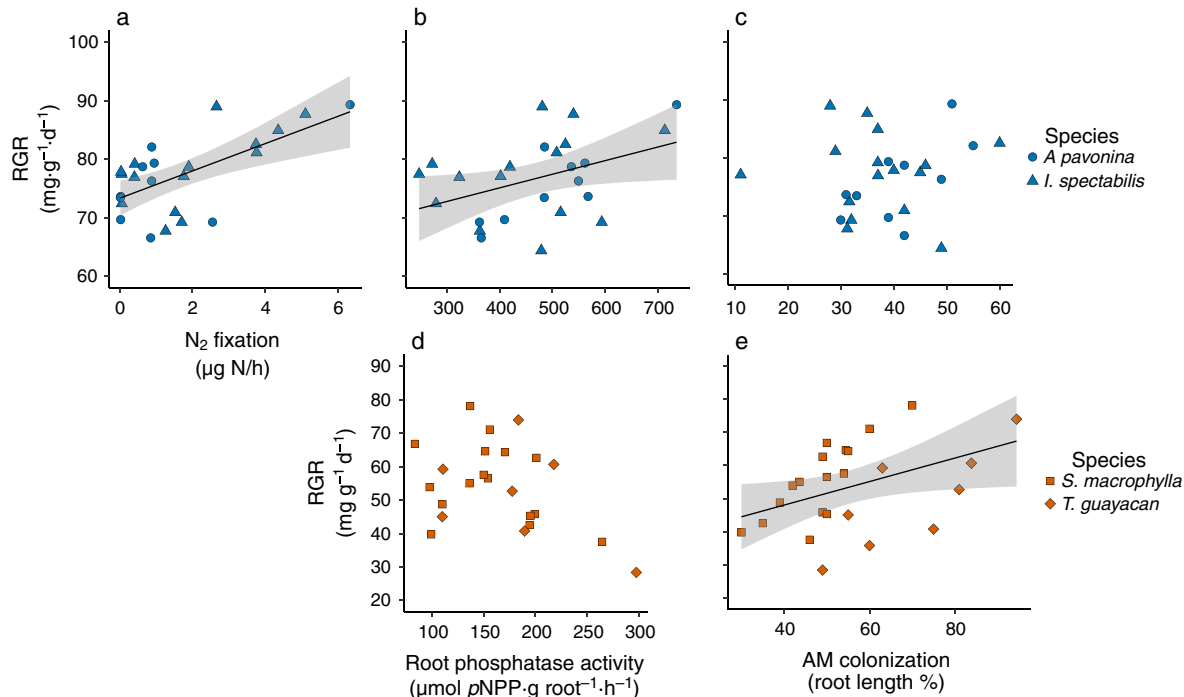 a
b
c
100
90
80
70
60
RGR
(mg·g⁻¹·d⁻¹)
0
2
4
6
N₂ fixation
(µg N/h)
300
400
500
600
700
10
20
30
40
50
60
Species
A pavonina
I. spectabilis
d
e
90
80
70
60
50
40
30
20
RGR
(mg g⁻¹ d⁻¹)
100
150
200
250
300
Root phosphatase activity
(µmol pNPP·g root⁻¹·h⁻¹)
40
60
80
AM colonization
(root length %)
Species
S. macrophylla
T. guayacan